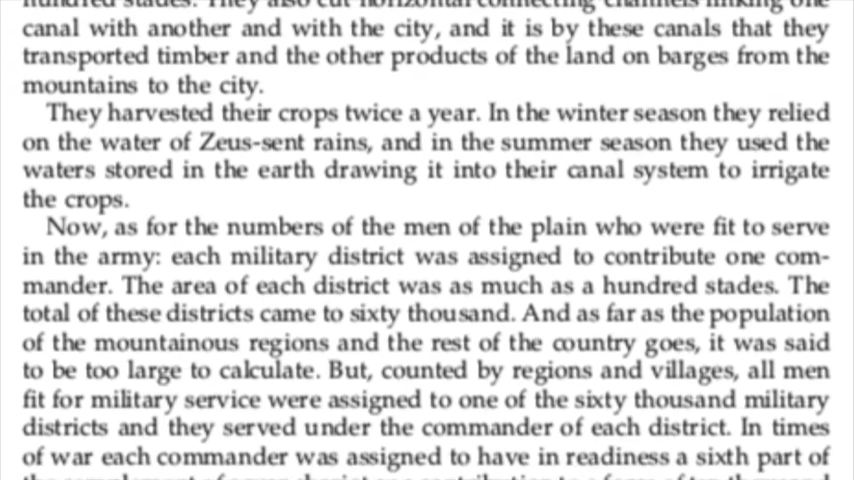 hundred stades. They also cut horizontal connecting channels linking one
canal with another and with the city, and it is by these canals that they
transported timber and the other products of the land on barges from the
mountains to the city.
They harvested their crops twice a year. In the winter season they relied
on the water of Zeus-sent rains, and in the summer season they used the
waters stored in the earth drawing it into their canal system to irrigate
the crops.
Now, as for the numbers of the men of the plain who were fit to serve
in the army: each military district was assigned to contribute one com-
mander. The area of each district was as much as a hundred stades. The
total of these districts came to sixty thousand. And as far as the population
of the mountainous regions and the rest of the country goes, it was said
to be too large to calculate. But, counted by regions and villages, all men
fit for military service were assigned to one of the sixty thousand military
districts and they served under the commander of each district. In times
of war each commander was assigned to have in readiness a sixth part of